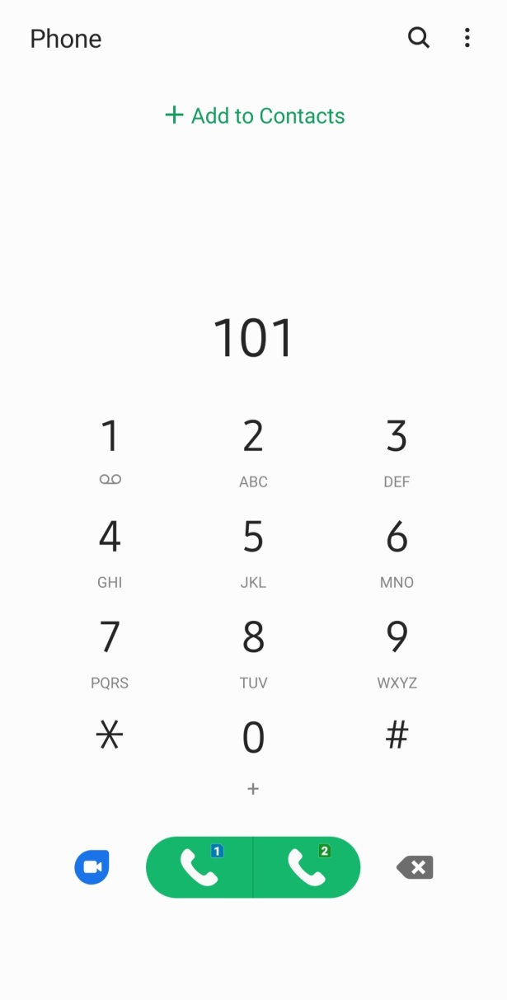 Phone
+ Add to Contacts
101
1 2 3
ABC DEF
4 5 6
GHI JKL MNO
7 8 9
PQRS TUV WXYZ
* 0 #
+
1 2